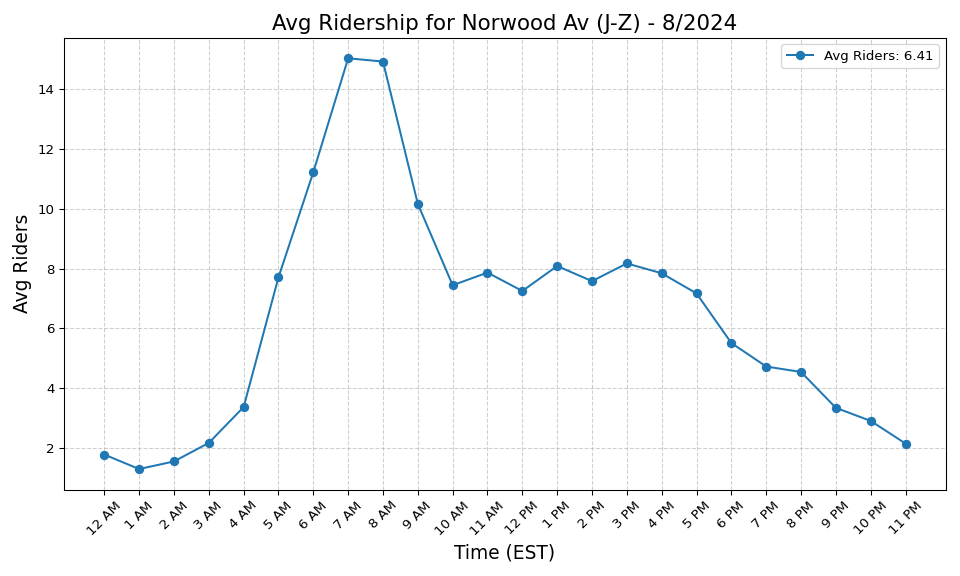 Avg Ridership for Norwood Av (J-Z) - 8/2024
Avg Riders: 6.41
Avg Riders
14
12
10
8
6
4
2
12 AM
1 AM
2 AM
3 AM
4 AM
5 AM
6 AM
7 AM
8 AM
9 AM
10 AM
11 AM
12 PM
1 PM
2 PM
3 PM
4 PM
5 PM
6 PM
7 PM
8 PM
9 PM
10 PM
11 PM
Time (EST)